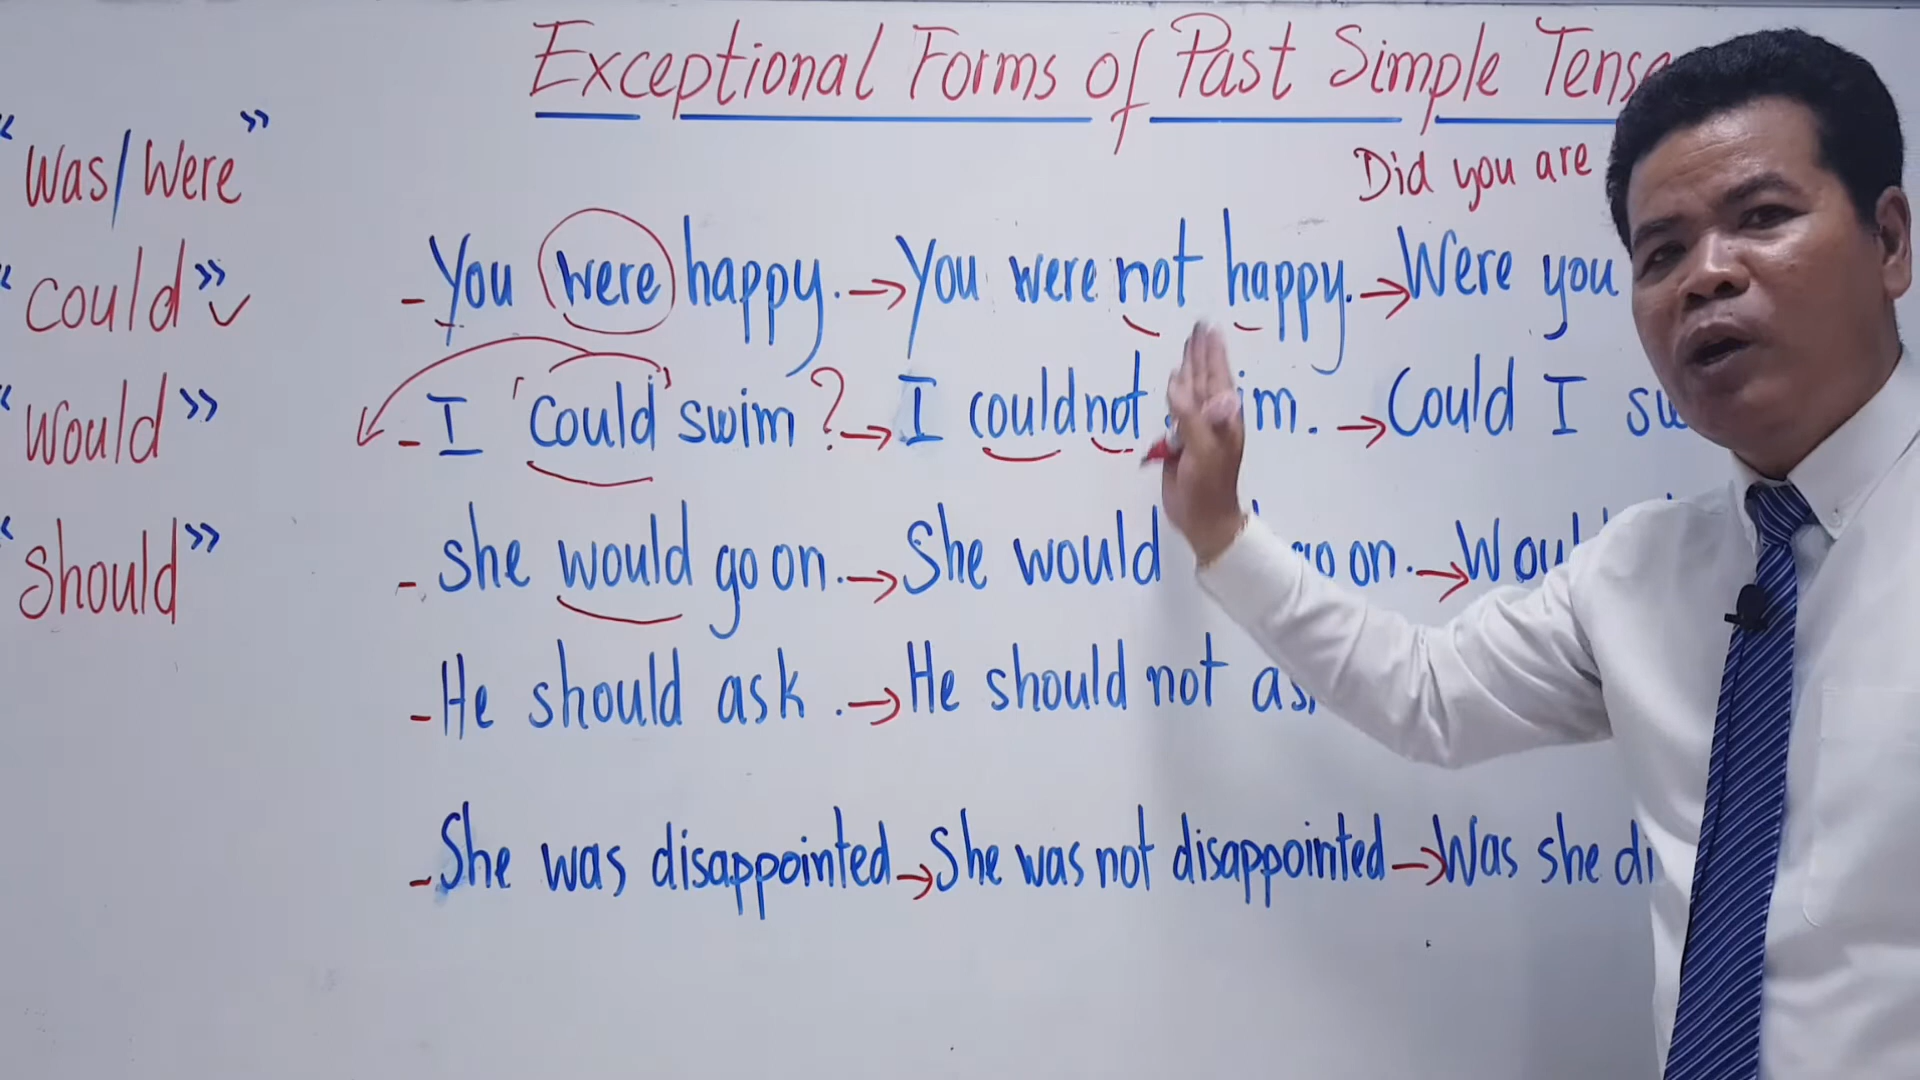 Exceptional Forms of Past Simple Tense
Did you are
"Was/Were"
"Could"
"Would"
"Should"
- You were happy. → You were not happy. → Were you
- I 'could' swim ? → I could not → Could I
- She would go on. → She would go on. →
- He should ask . → He should not
- She was disappointed → She was not disappointed → Was she